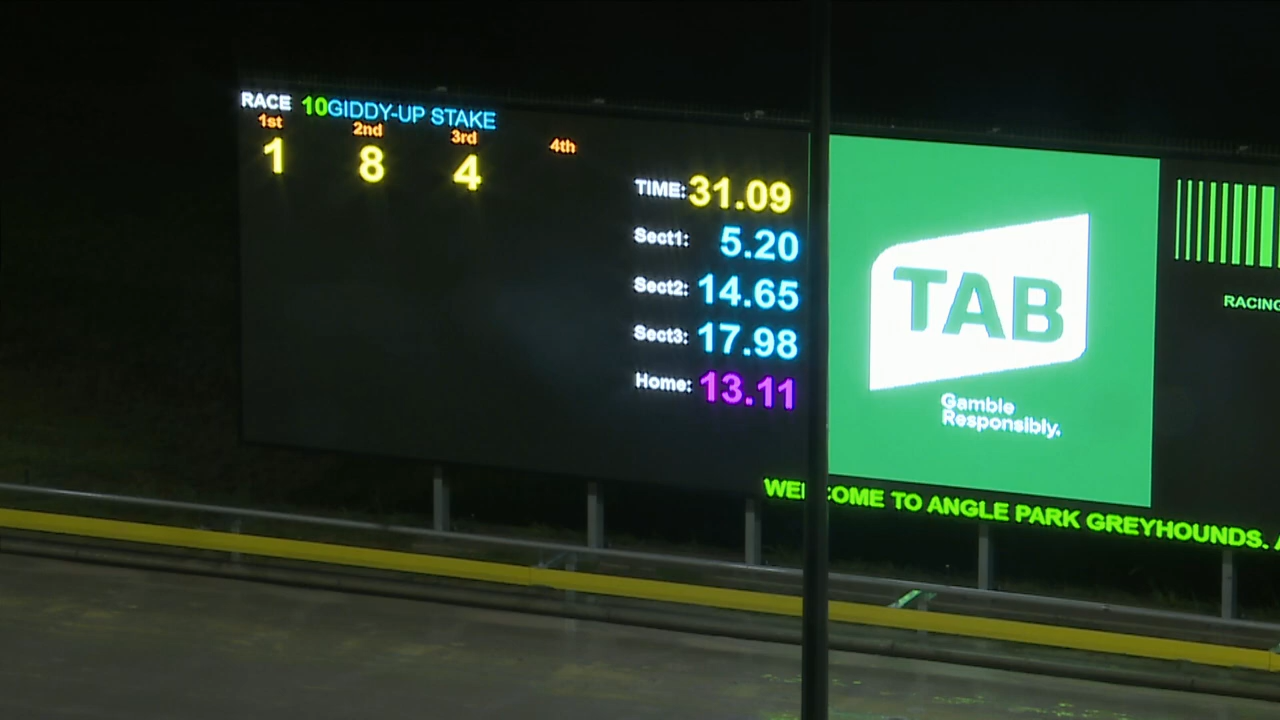 RACE 10GIDDY-UP STAKE
1st 2nd 3rd 4th
1 8 4
TIME: 31.09
Sect1: 5.20
Sect2: 14.65
Sect3: 17.98
Home: 13.11
TAB
Gamble
Responsibly.
RACING
WELCOME TO ANGLE PARK GREYHOUNDS.